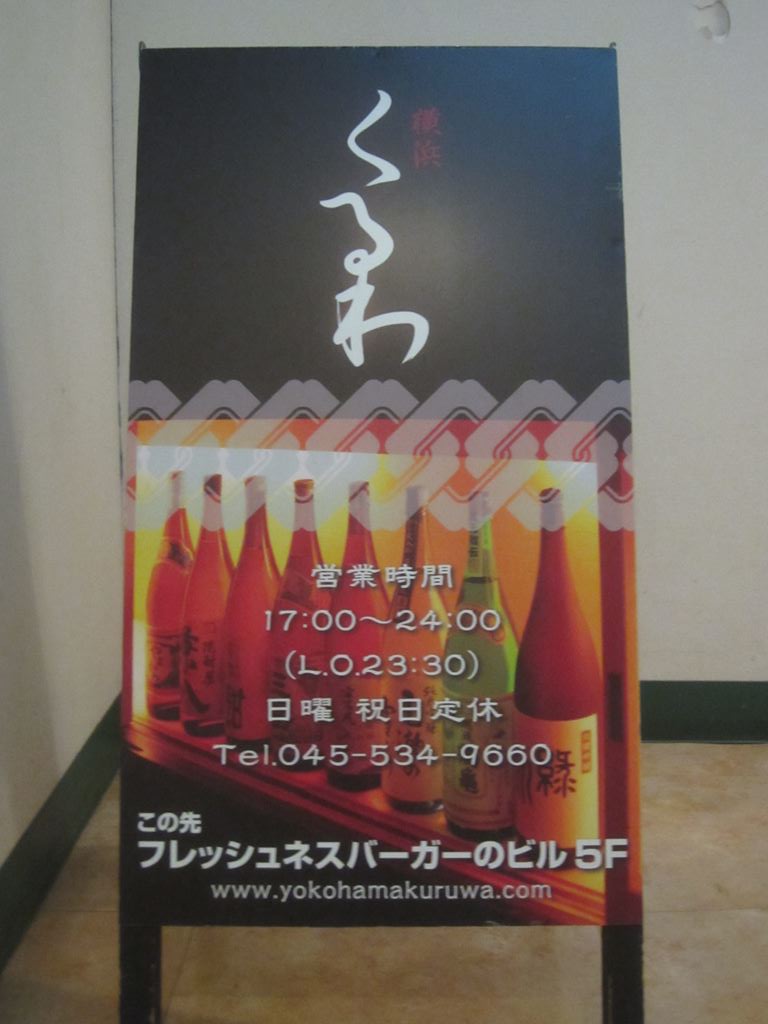 横浜
くるわ
営業時間
17:00～24:00
(L.O.23:30)
日曜 祝日定休
Tel.045-534-9660
緑
この先
フレッシュネスバーガーのビル 5F
www.yokohamakuruwa.com